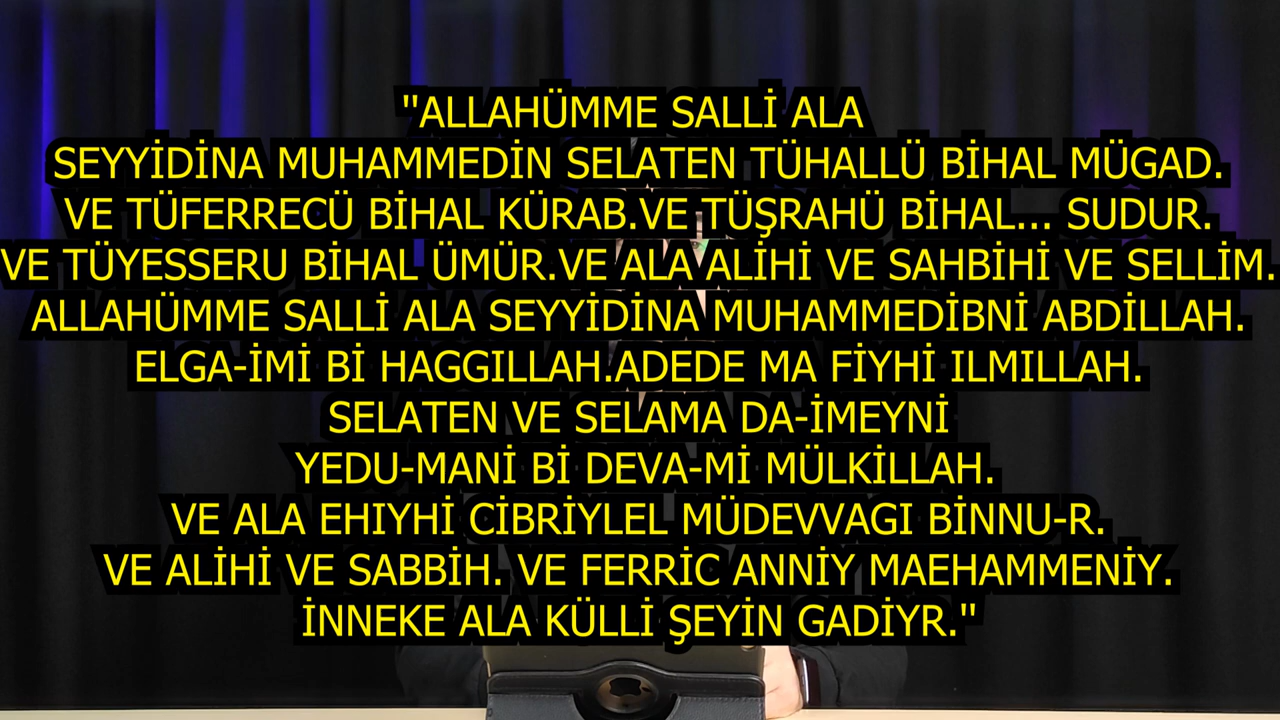 "ALLAHÜMME SALLİ ALA
SEYYİDİNA MUHAMMEDİN SELATEN TÜHALLÜ BİHAL MÜGAD.
VE TÜFERRECÜ BİHAL KÜRAB.VE TÜŞRAHÜ BİHAL... SUDUR.
VE TÜYESSERU BİHAL ÜMÜR.VE ALA ALİHİ VE SAHBİHİ VE SELLİM.
ALLAHÜMME SALLİ ALA SEYYİDİNA MUHAMMEDİBNİ ABDİLLAH.
ELGA-İMİ Bİ HAGGILLAH.ADEDE MA FİYHİ ILMILLAH.
SELATEN VE SELAMA DA-İMEYNİ
YEDU-MANİ Bİ DEVA-Mİ MÜLKİLLAH.
VE ALA EHIYHİ CİBRİYLEL MÜDEVVAGI BİNNU-R.
VE ALİHİ VE SABBİH. VE FERRİC ANNİY MAEHAMMENİY.
İNNEKE ALA KÜLLİ ŞEYİN GADİYR."